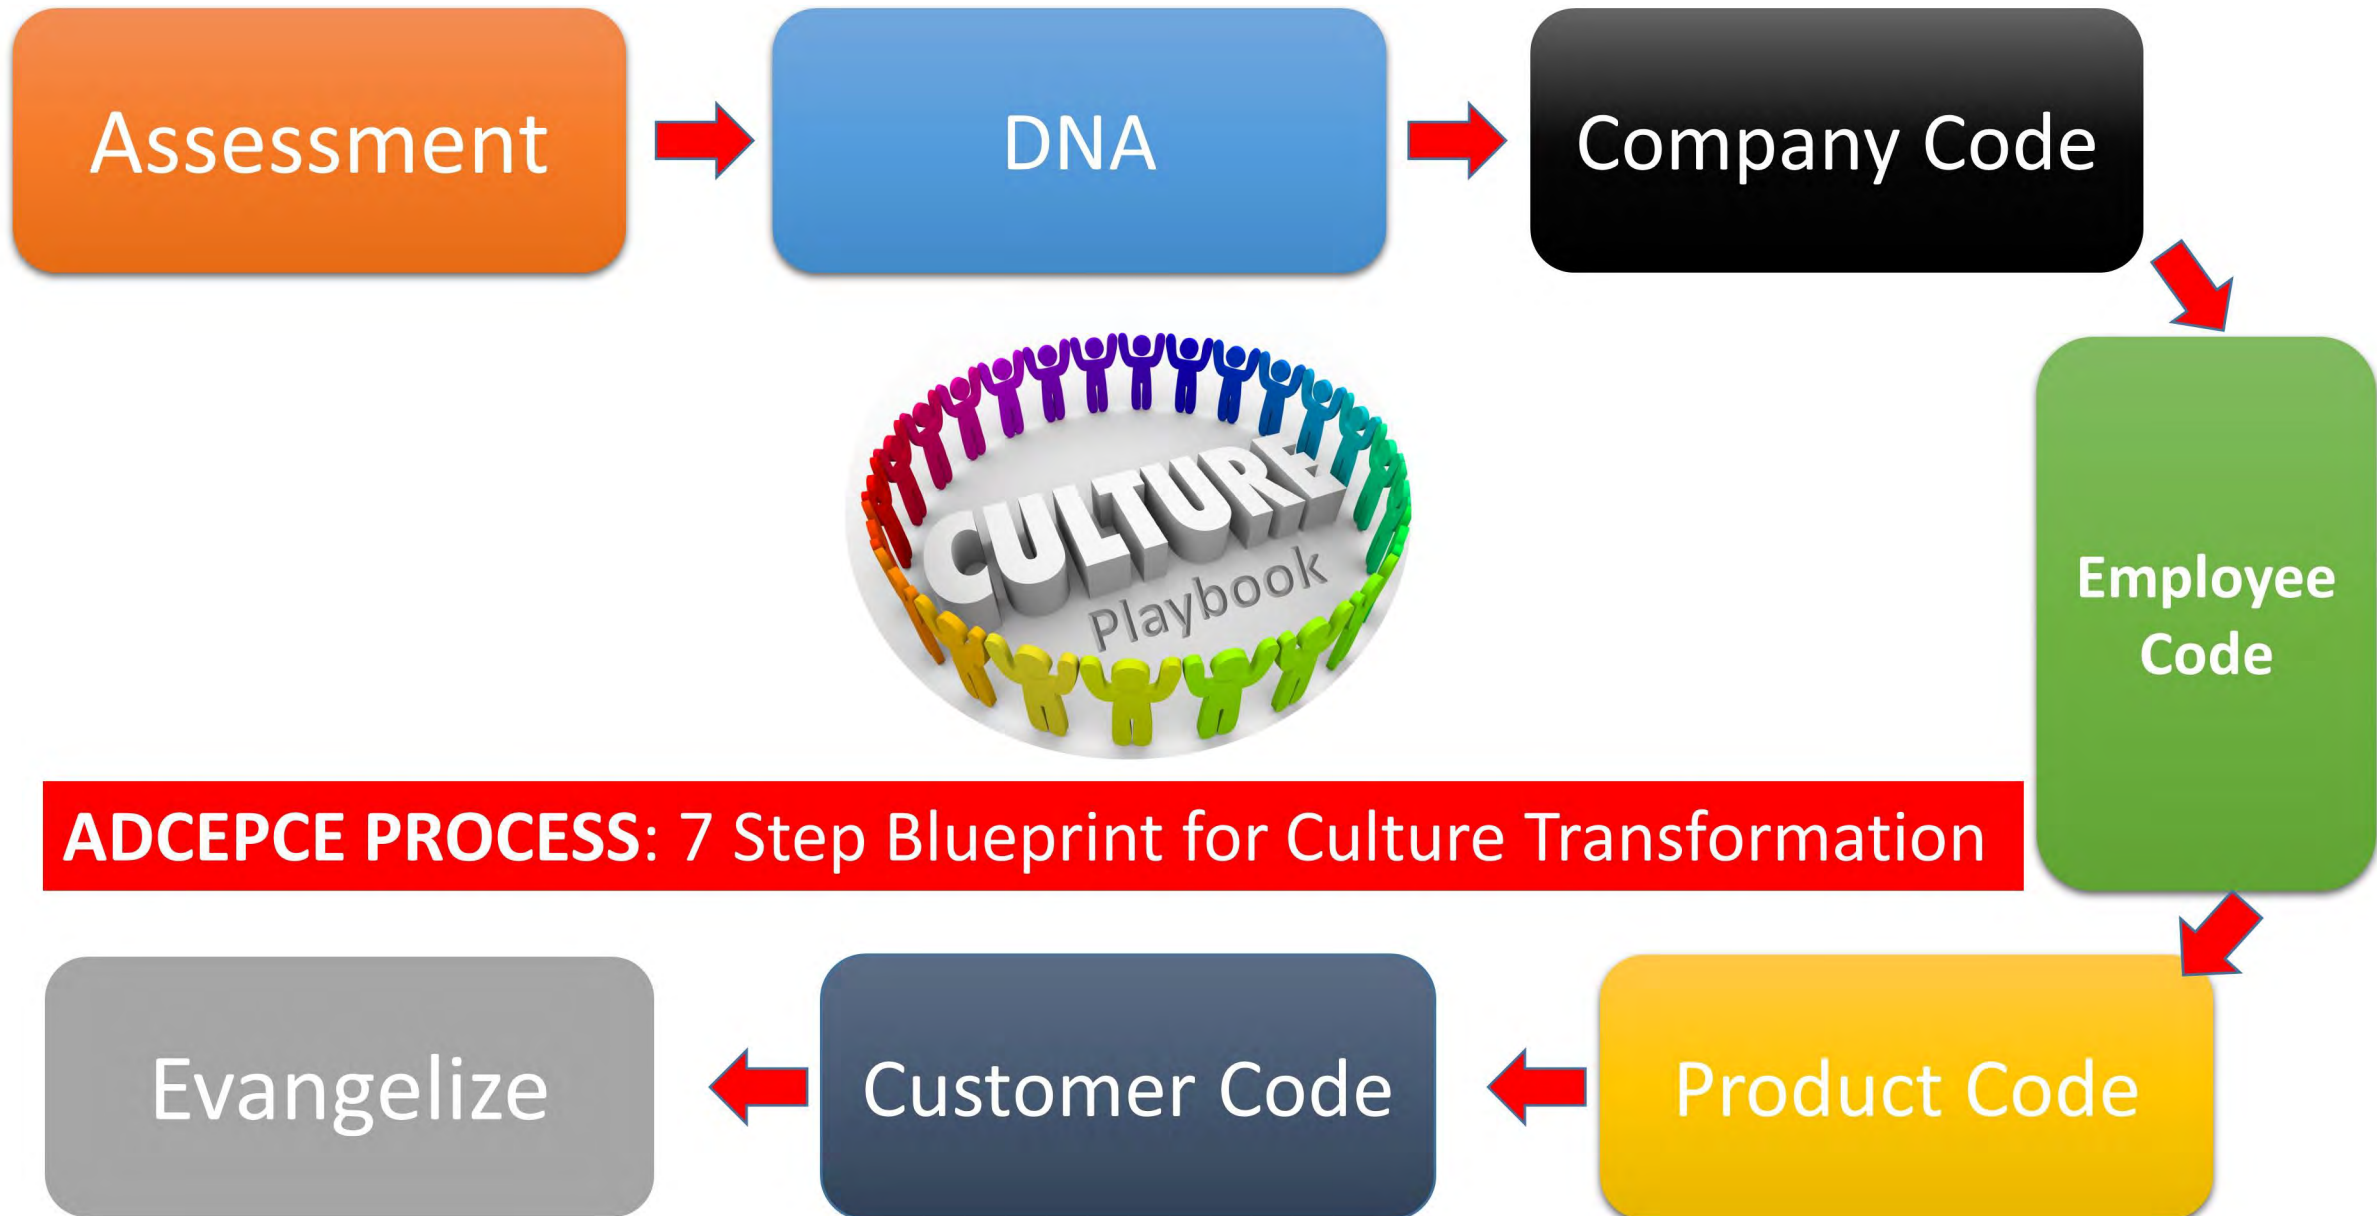 Assessment
DNA
Company Code
CULTURE
Playbook
Employee
Code
ADCEPCE PROCESS: 7 Step Blueprint for Culture Transformation
Evangelize
Customer Code
Product Code